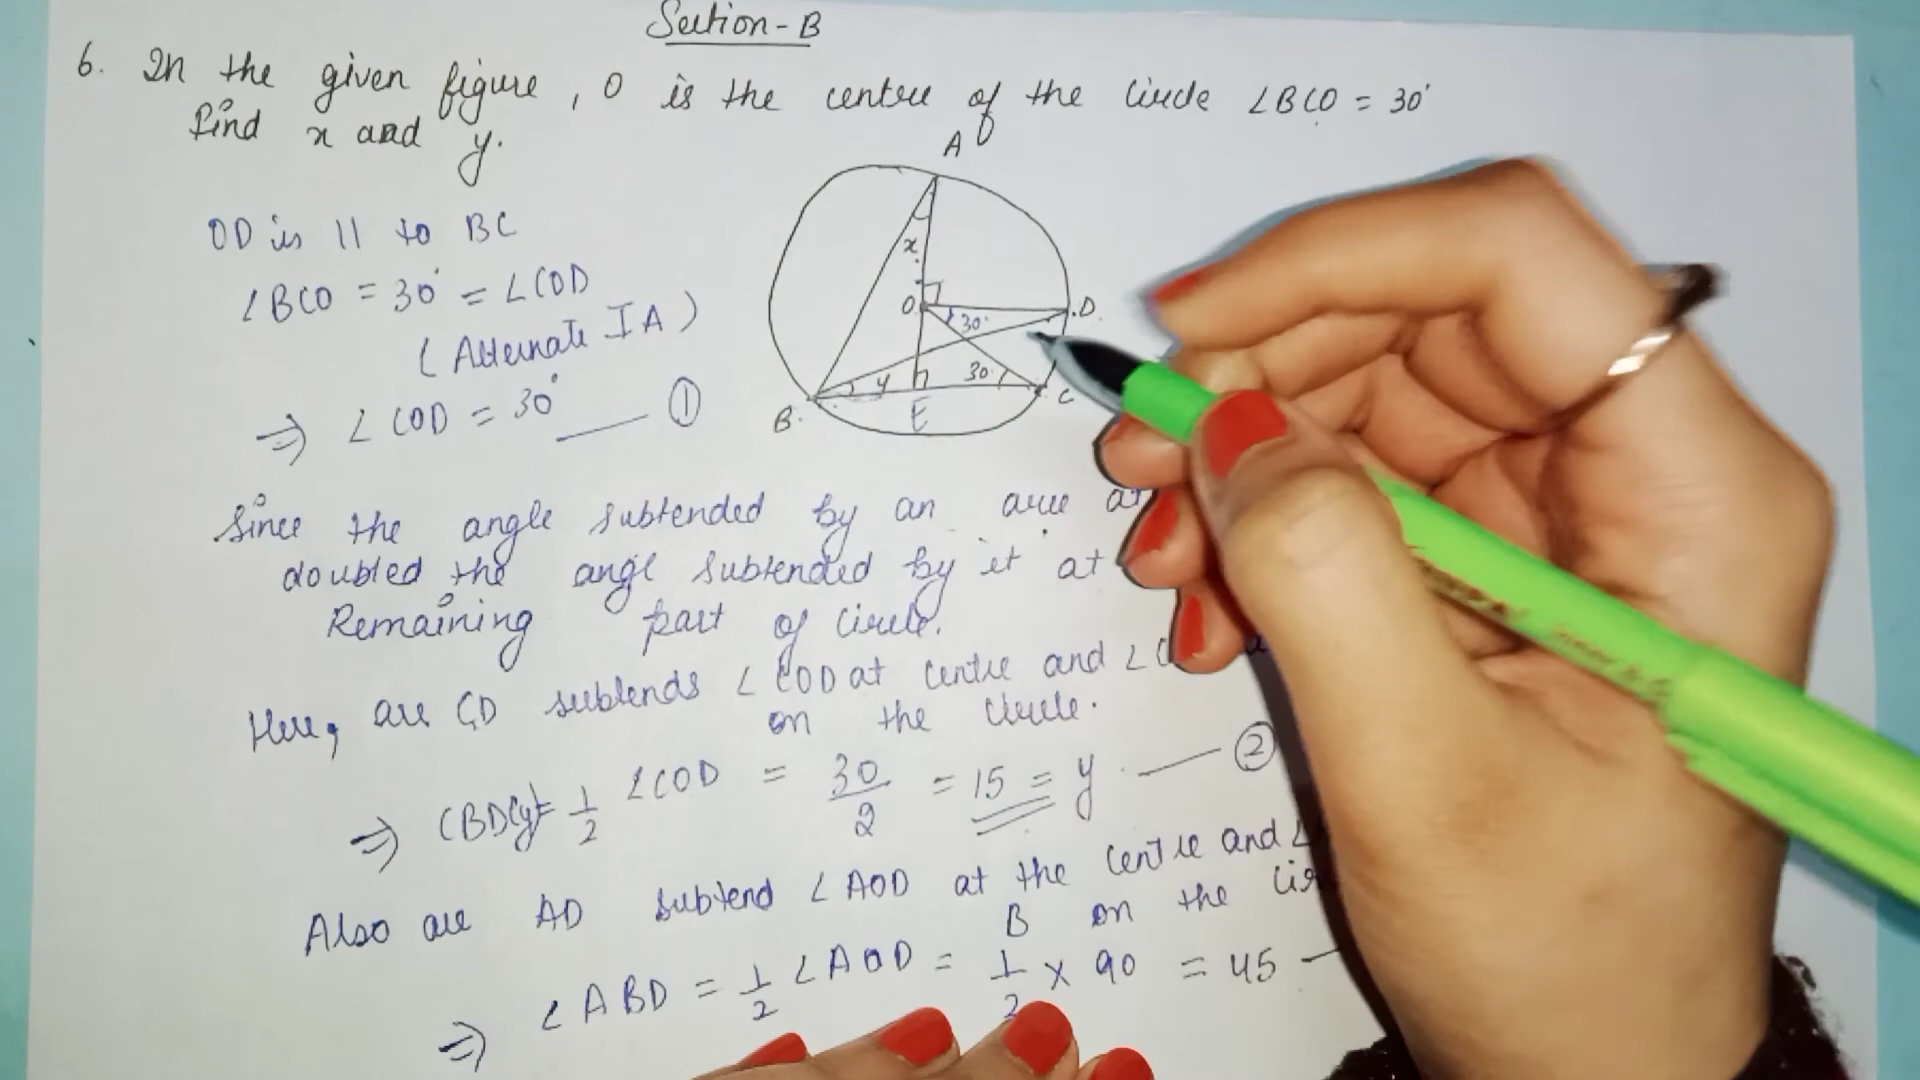 Section-B
6. In the given figure, O is the centre of the circle ∠BCO = 30°
find x and y.
A
OD is || to BC
x
∠BCO = 30° = ∠COD
O
D.
30°
(Alternate IA)
y
30°
C
⇒ ∠COD = 30° —— ①
B.
E
Since the angle subtended by an arc at
doubled the angl subtended by it at
Remaining part of circle.
Here, arc CD subtends ∠COD at centre and ∠C
on the circle.
⇒ CBD(y)= 1/2 ∠COD = 30/2 = 15 = y —— ②
Also arc AD subtend ∠AOD at the centre and ∠
B on the
⇒ ∠ABD = 1/2 ∠AOD = 1/2 × 90 = 45 —